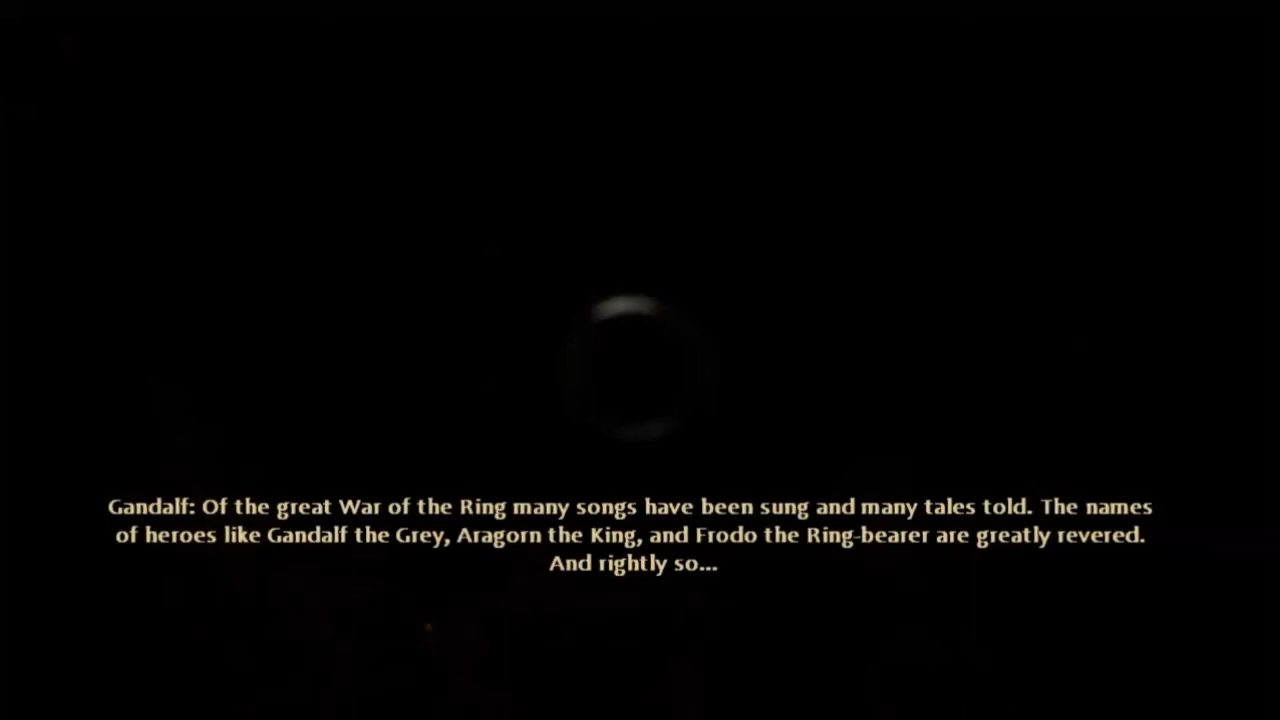 Gandalf: Of the great War of the Ring many songs have been sung and many tales told. The names
of heroes like Gandalf the Grey, Aragorn the King, and Frodo the Ring-bearer are greatly revered.
And rightly so...